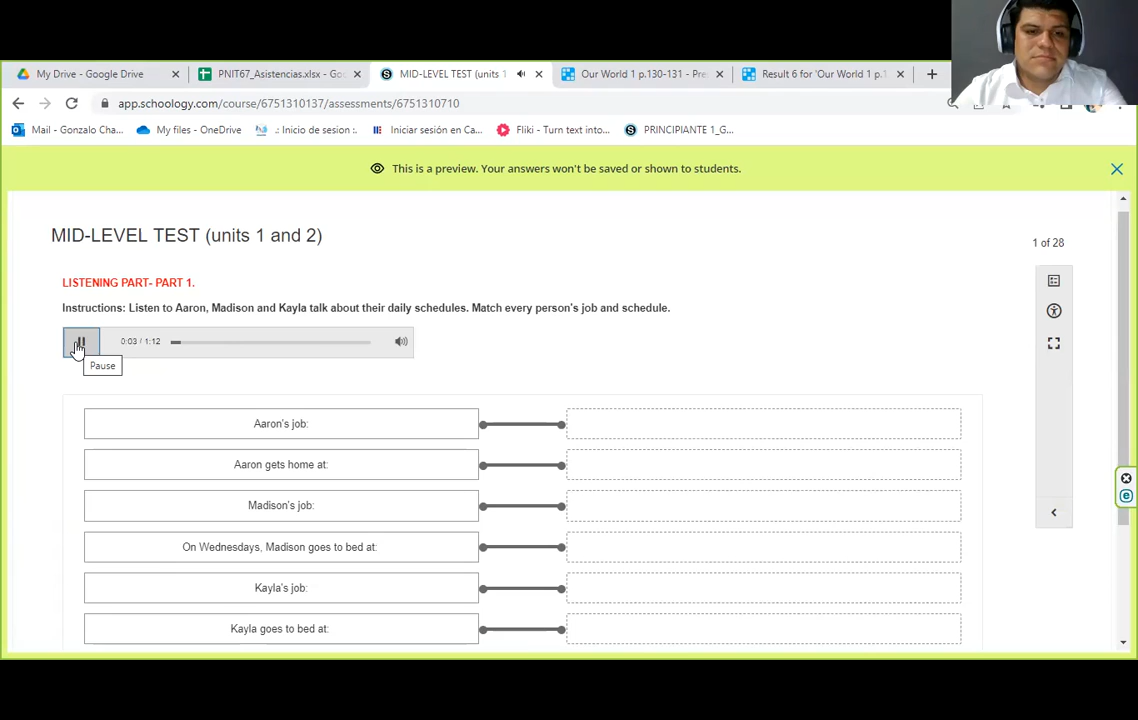 My Drive - Google Drive
PNIT67_Asistencias.xlsx - Go
MID-LEVEL TEST (units 1
Our World 1 p.130-131 - Pre
Result 6 for 'Our World 1 p.1
app.schoology.com/course/6751310137/assessments/6751310710
Mail - Gonzalo Cha...
My files - OneDrive
.: Inicio de sesion :.
Iniciar sesión en Ca...
Fliki - Turn text into...
PRINCIPIANTE 1_G...
This is a preview. Your answers won't be saved or shown to students.
MID-LEVEL TEST (units 1 and 2)
1 of 28
LISTENING PART- PART 1.
Instructions: Listen to Aaron, Madison and Kayla talk about their daily schedules. Match every person's job and schedule.
0:03 / 1:12
Pause
Aaron's job:
Aaron gets home at:
Madison's job:
On Wednesdays, Madison goes to bed at:
Kayla's job:
Kayla goes to bed at: